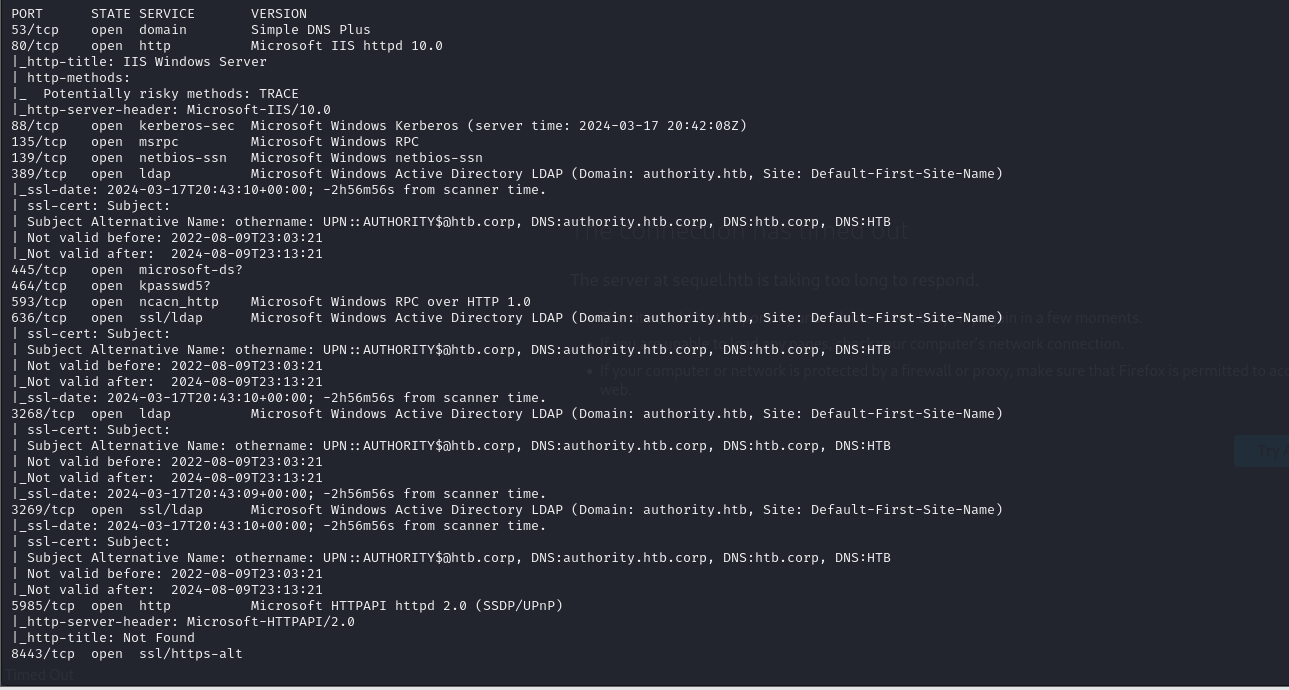 PORT      STATE SERVICE       VERSION
53/tcp    open  domain        Simple DNS Plus
80/tcp    open  http          Microsoft IIS httpd 10.0
|_http-title: IIS Windows Server
| http-methods:
|_  Potentially risky methods: TRACE
|_http-server-header: Microsoft-IIS/10.0
88/tcp    open  kerberos-sec  Microsoft Windows Kerberos (server time: 2024-03-17 20:42:08Z)
135/tcp   open  msrpc         Microsoft Windows RPC
139/tcp   open  netbios-ssn   Microsoft Windows netbios-ssn
389/tcp   open  ldap          Microsoft Windows Active Directory LDAP (Domain: authority.htb, Site: Default-First-Site-Name)
|_ssl-date: 2024-03-17T20:43:10+00:00; -2h56m56s from scanner time.
| ssl-cert: Subject:
| Subject Alternative Name: othername: UPN::AUTHORITY$@htb.corp, DNS:authority.htb.corp, DNS:htb.corp, DNS:HTB
The connection has timed out
| Not valid before: 2022-08-09T23:03:21
|_Not valid after:  2024-08-09T23:13:21
445/tcp   open  microsoft-ds?
The server at sequel.htb is taking too long to respond.
464/tcp   open  kpasswd5?
593/tcp   open  ncacn_http    Microsoft Windows RPC over HTTP 1.0
636/tcp   open  ssl/ldap      Microsoft Windows Active Directory LDAP (Domain: authority.htb, Site: Default-First-Site-Name)
in a few moments.
| ssl-cert: Subject:
computer's network connection.
| Subject Alternative Name: othername: UPN::AUTHORITY$@htb.corp, DNS:authority.htb.corp, DNS:htb.corp, DNS:HTB
| Not valid before: 2022-08-09T23:03:21
• If your computer or network is protected by a firewall or proxy, make sure that Firefox is permitted to
|_Not valid after:  2024-08-09T23:13:21
web.
|_ssl-date: 2024-03-17T20:43:10+00:00; -2h56m56s from scanner time.
3268/tcp  open  ldap          Microsoft Windows Active Directory LDAP (Domain: authority.htb, Site: Default-First-Site-Name)
| ssl-cert: Subject:
| Subject Alternative Name: othername: UPN::AUTHORITY$@htb.corp, DNS:authority.htb.corp, DNS:htb.corp, DNS:HTB
Try
| Not valid before: 2022-08-09T23:03:21
|_Not valid after:  2024-08-09T23:13:21
|_ssl-date: 2024-03-17T20:43:09+00:00; -2h56m56s from scanner time.
3269/tcp  open  ssl/ldap      Microsoft Windows Active Directory LDAP (Domain: authority.htb, Site: Default-First-Site-Name)
|_ssl-date: 2024-03-17T20:43:10+00:00; -2h56m56s from scanner time.
| ssl-cert: Subject:
| Subject Alternative Name: othername: UPN::AUTHORITY$@htb.corp, DNS:authority.htb.corp, DNS:htb.corp, DNS:HTB
| Not valid before: 2022-08-09T23:03:21
|_Not valid after:  2024-08-09T23:13:21
5985/tcp  open  http          Microsoft HTTPAPI httpd 2.0 (SSDP/UPnP)
|_http-server-header: Microsoft-HTTPAPI/2.0
|_http-title: Not Found
8443/tcp  open  ssl/https-alt
Timed Out